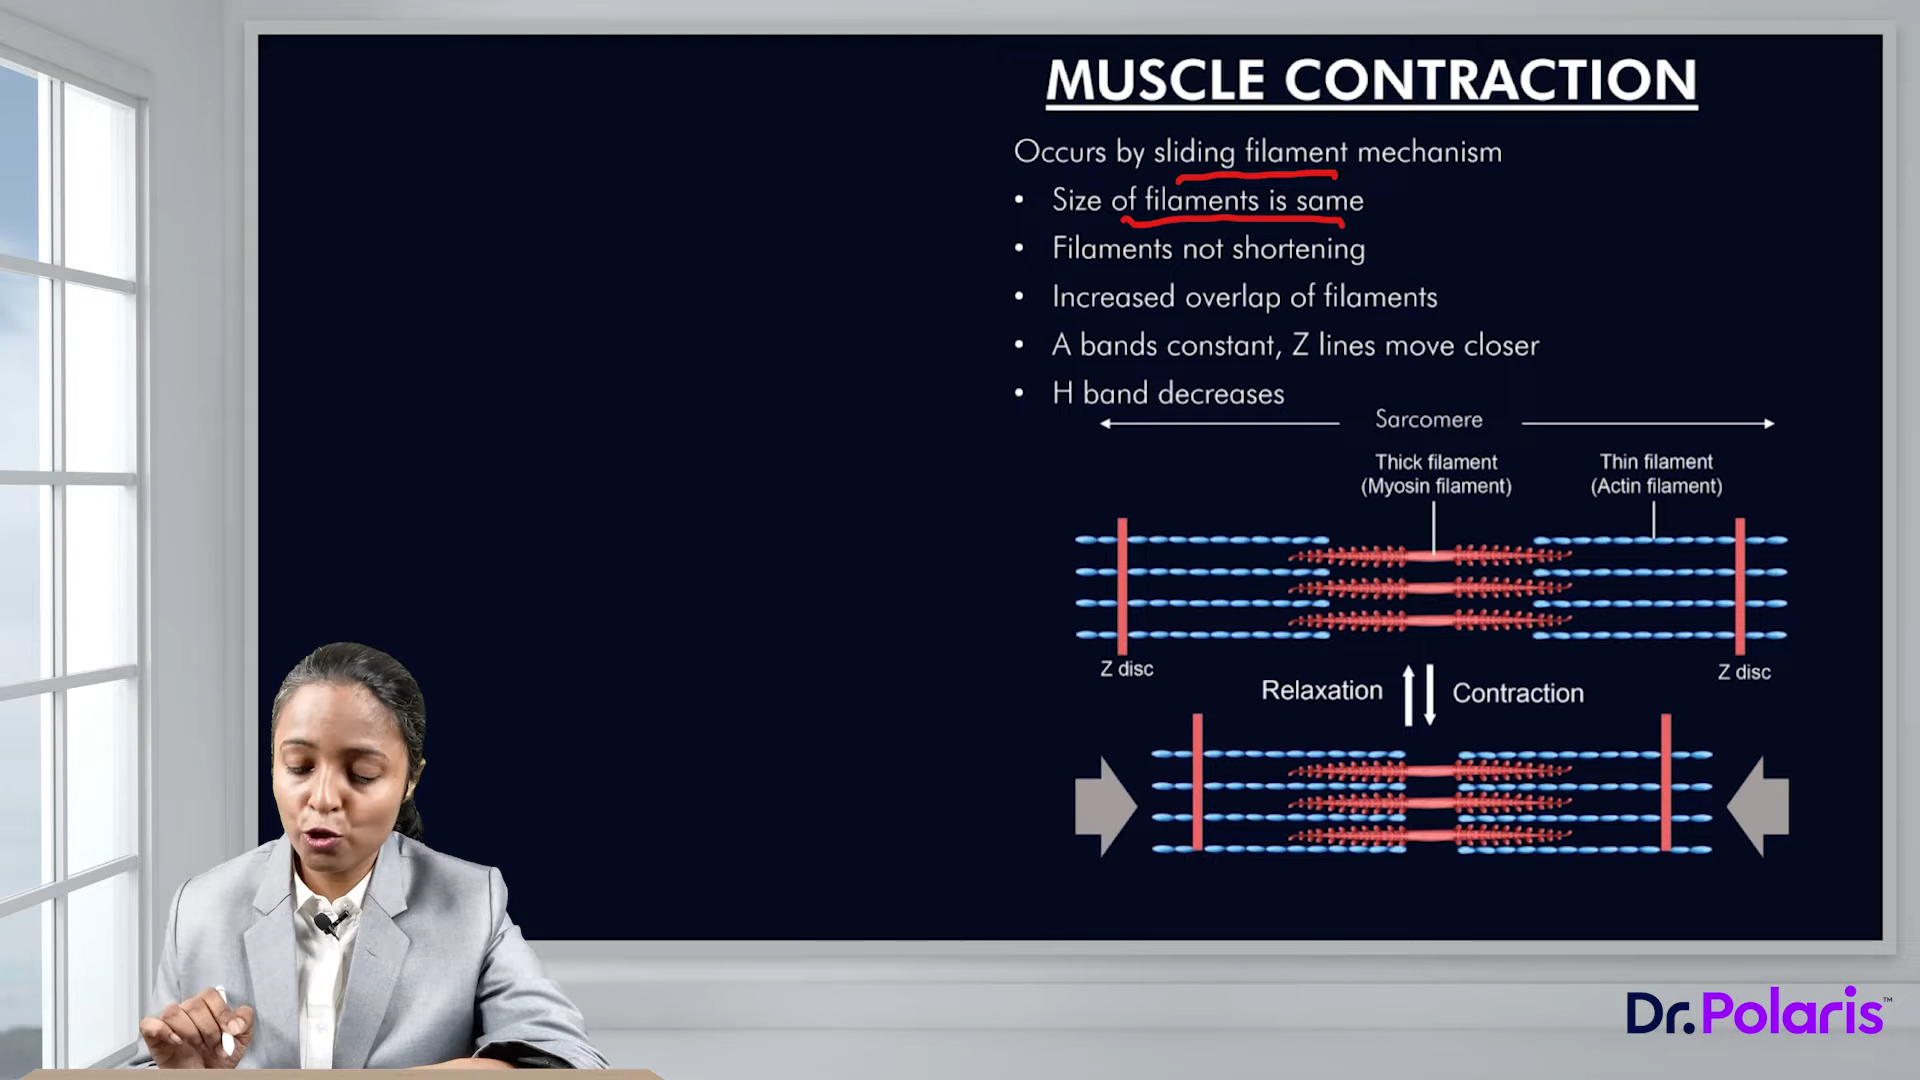 MUSCLE CONTRACTION
Occurs by sliding filament mechanism
• Size of filaments is same
• Filaments not shortening
• Increased overlap of filaments
• A bands constant, Z lines move closer
• H band decreases
Sarcomere
Thick filament
(Myosin filament)
Thin filament
(Actin filament)
Z disc
Z disc
Relaxation
Contraction
Dr.Polaris™